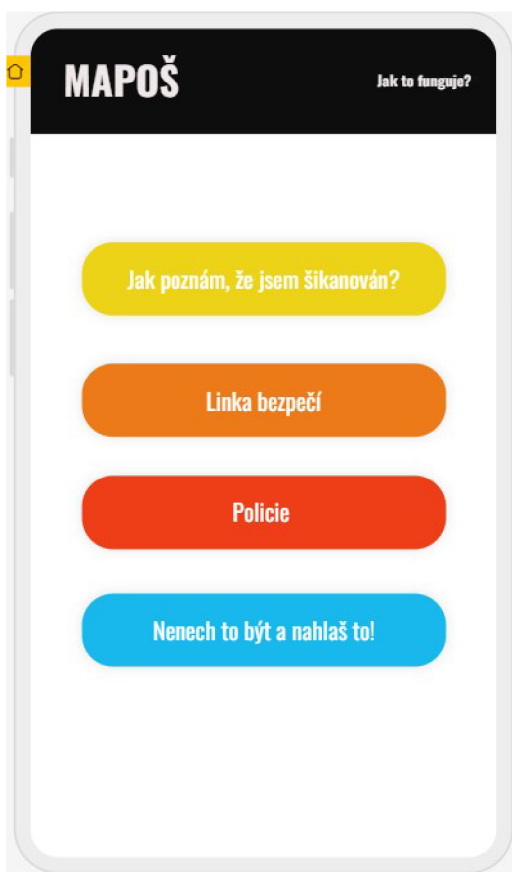 MAPOŠ
Jak to funguje?
Jak poznám, že jsem šikanován?
Linka bezpečí
Policie
Nenech to být a nahlaš to!